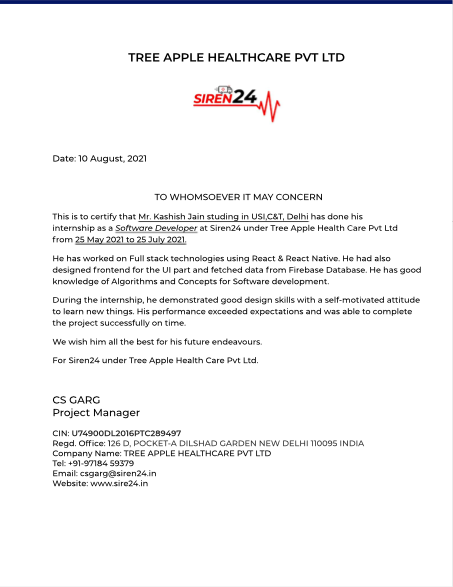 TREE APPLE HEALTHCARE PVT LTD
SIREN24
Date: 10 August, 2021
TO WHOMSOEVER IT MAY CONCERN
This is to certify that Mr. Kashish Jain studing in USI,C&T, Delhi has done his
internship as a Software Developer at Siren24 under Tree Apple Health Care Pvt Ltd
from 25 May 2021 to 25 July 2021.
He has worked on Full stack technologies using React & React Native. He had also
designed frontend for the UI part and fetched data from Firebase Database. He has good
knowledge of Algorithms and Concepts for Software development.
During the internship, he demonstrated good design skills with a self-motivated attitude
to learn new things. His performance exceeded expectations and was able to complete
the project successfully on time.
We wish him all the best for his future endeavours.
For Siren24 under Tree Apple Health Care Pvt Ltd.
CS GARG
Project Manager
CIN: U74900DL2016PTC289497
Regd. Office: 126 D, POCKET-A DILSHAD GARDEN NEW DELHI 110095 INDIA
Company Name: TREE APPLE HEALTHCARE PVT LTD
Tel: +91-97184 59379
Email: csgarg@siren24.in
Website: www.sire24.in